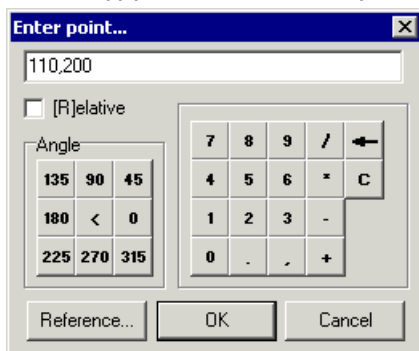 Enter point...
110,200
[R]elative
Angle
135 90 45
180 < 0
225 270 315
7 8 9 /
4 5 6 * C
1 2 3 -
0 . , +
Reference... OK Cancel